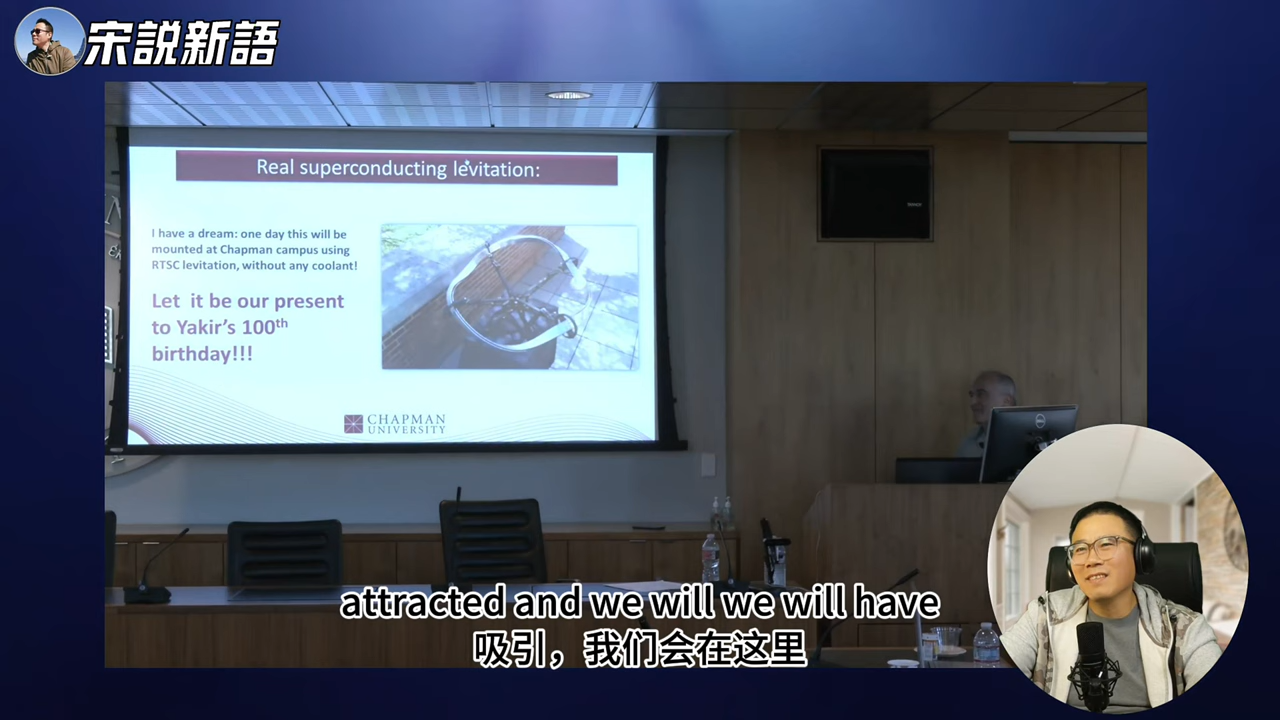 宋説新語
Real superconducting levitation:
I have a dream: one day this will be
mounted at Chapman campus using
RTSC levitation, without any coolant!
Let it be our present
to Yakir's 100th
birthday!!!
CHAPMAN
UNIVERSITY
DELL
attracted and we will we will have
吸引，我们会在这里